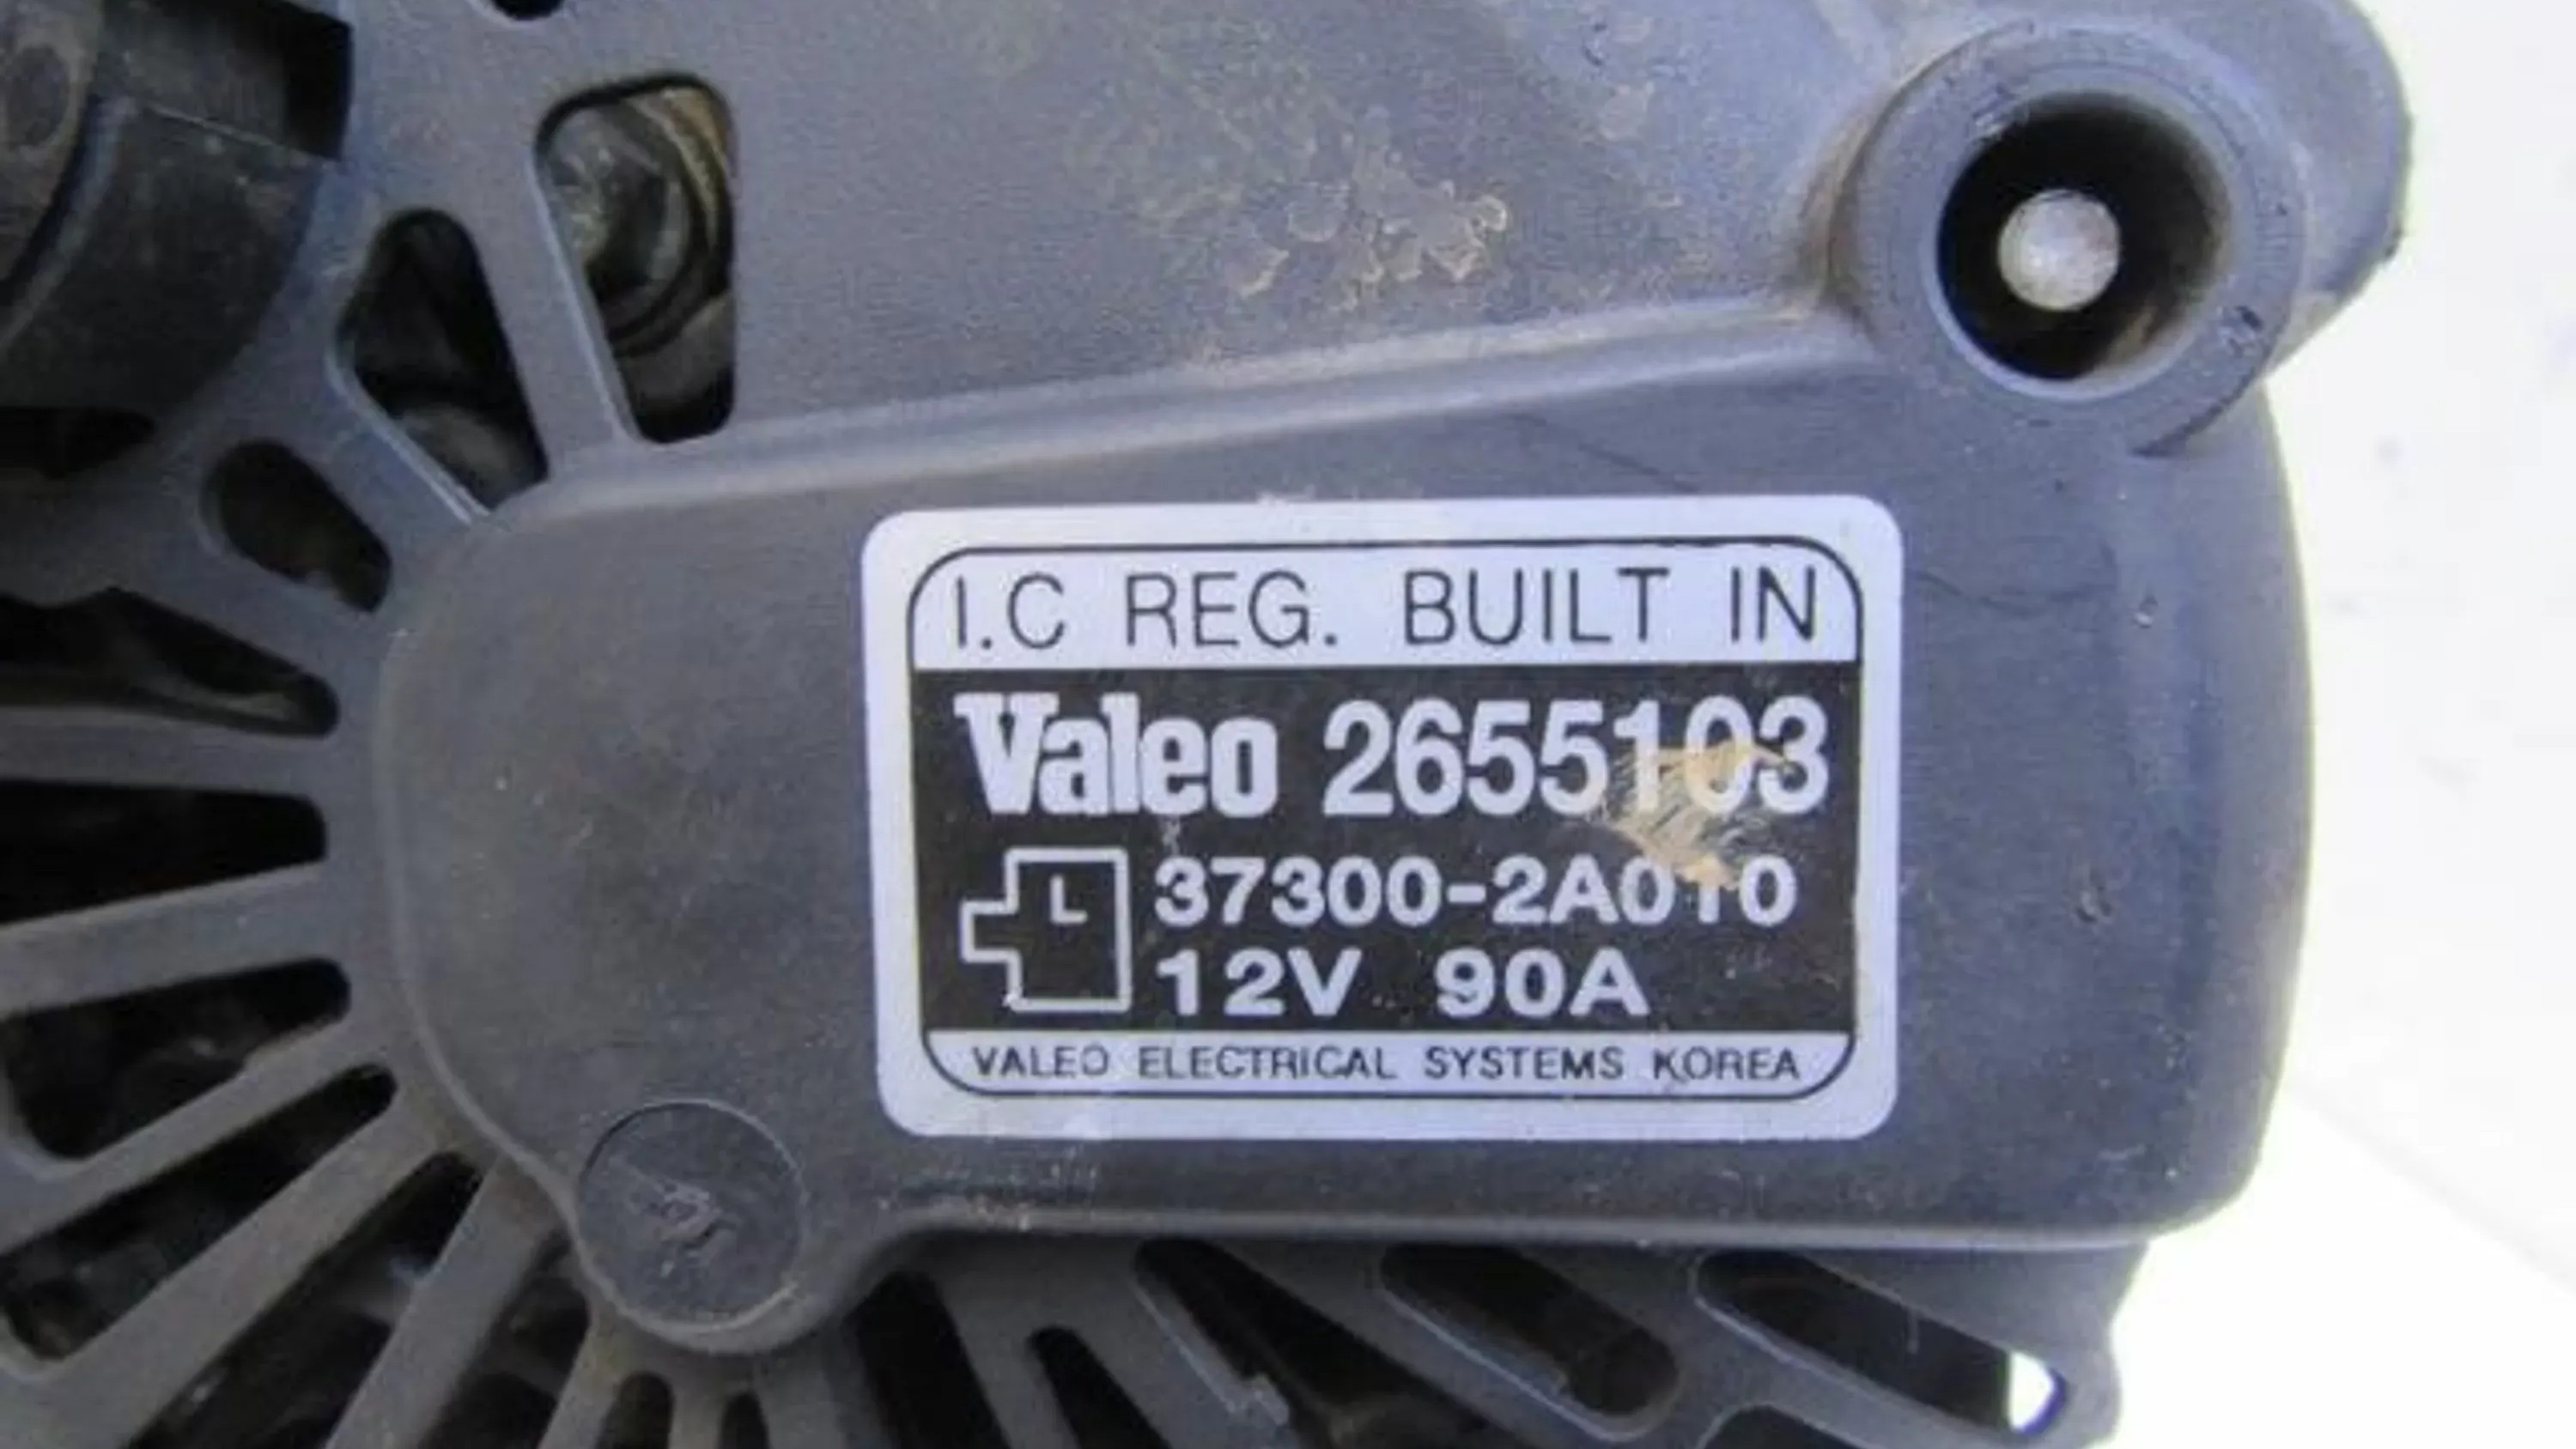 I.C REG. BUILT IN
Valeo 2655103
L 37300-2A010
12V 90A
VALEO ELECTRICAL SYSTEMS KOREA